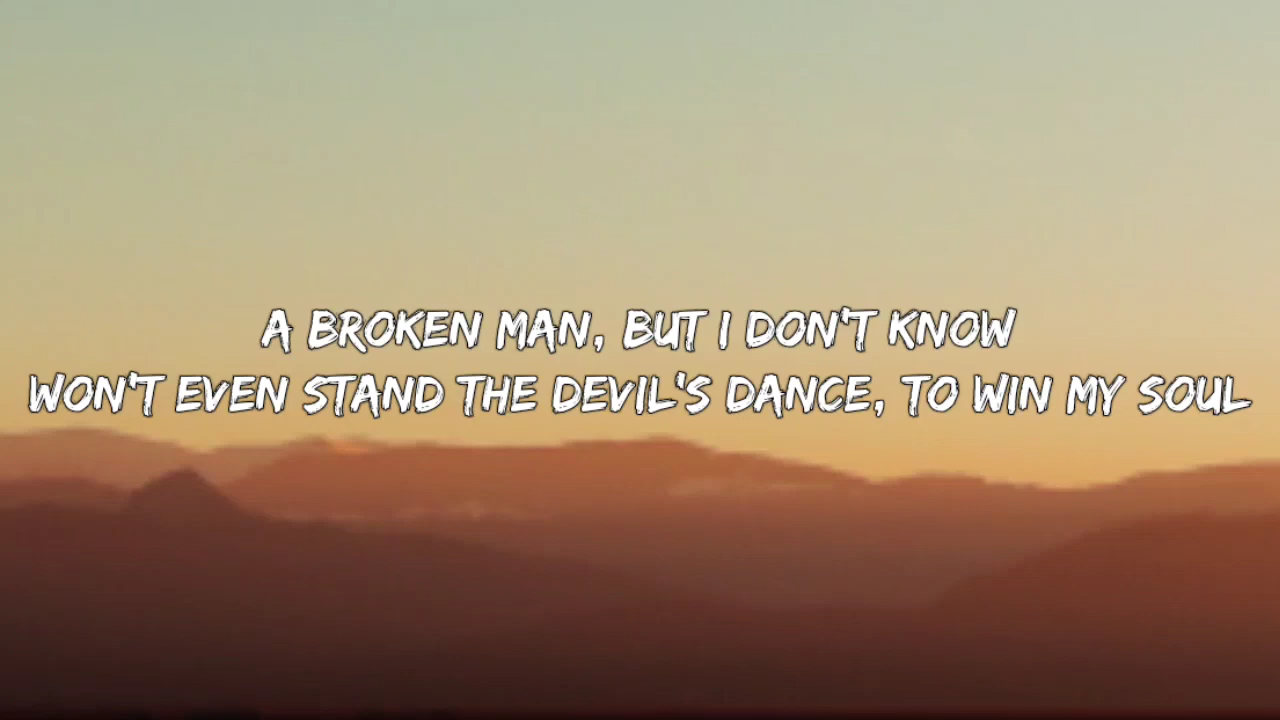 A BROKEN MAN, BUT I DON'T KNOW
WON'T EVEN STAND THE DEVIL'S DANCE, TO WIN MY SOUL